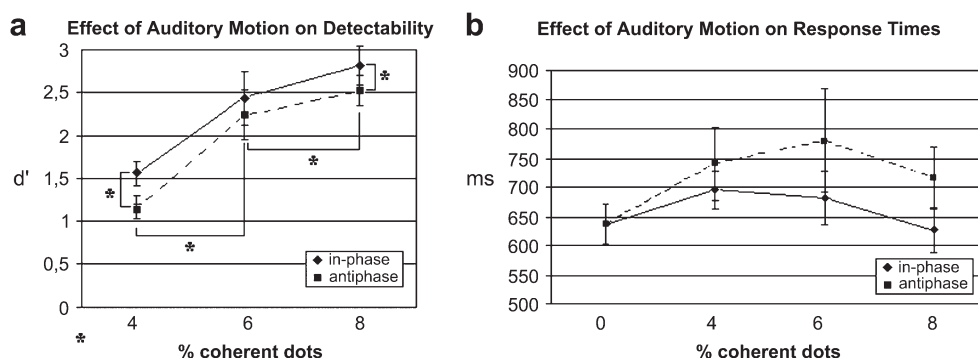 a Effect of Auditory Motion on Detectability
3
2,5
2
1,5
1
0,5
0
d'
*
*
*
*
in-phase
antiphase
4 6 8
*
% coherent dots
b Effect of Auditory Motion on Response Times
900
850
800
750
700
650
600
550
500
ms
in-phase
antiphase
0 4 6 8
% coherent dots